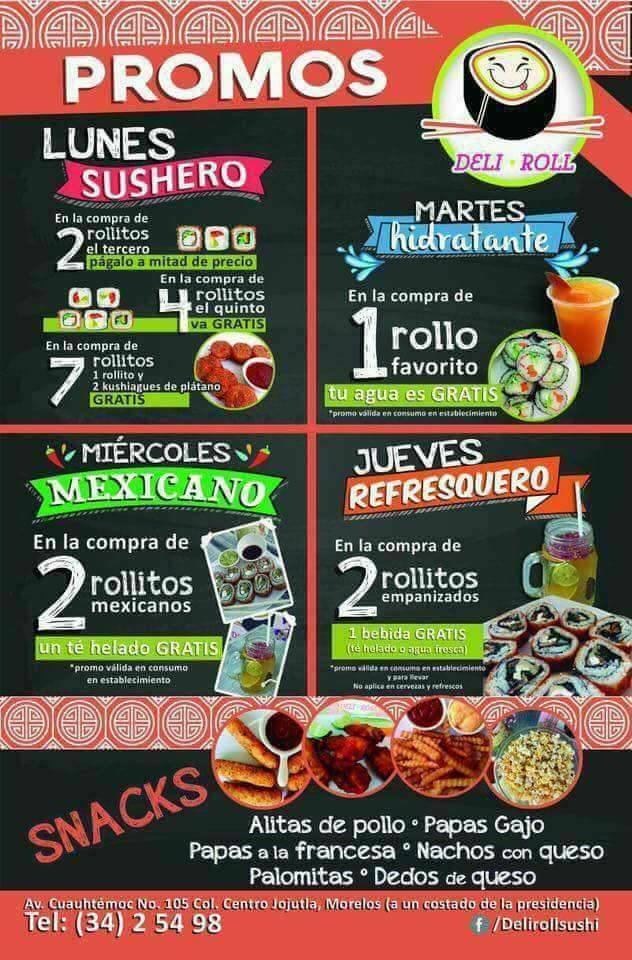 PROMOS
DELI · ROLL
LUNES
SUSHERO
En la compra de
2 rollitos
el tercero
págalo a mitad de precio
En la compra de
4 rollitos
el quinto
va GRATIS
En la compra de
7 rollitos
1 rollito y
2 kushiagues de plátano
GRATIS
MARTES
hidratante
En la compra de
1 rollo
favorito
tu agua es GRATIS
*promo válida en consumo en establecimiento
MIÉRCOLES
MEXICANO
En la compra de
2 rollitos
mexicanos
un té helado GRATIS
*promo válida en consumo
en establecimiento
JUEVES
REFRESQUERO
En la compra de
2 rollitos
empanizados
1 bebida GRATIS
(té helado o agua fresca)
*promo válida en consumo en establecimiento
y para llevar
No aplica en cervezas y refrescos
DELI · ROLL
SNACKS
Alitas de pollo ° Papas Gajo
Papas a la francesa ° Nachos con queso
Palomitas ° Dedos de queso
Av. Cuauhtémoc No. 105 Col. Centro Jojutla, Morelos (a un costado de la presidencia)
Tel: (34) 2 54 98
f /Delirollsushi